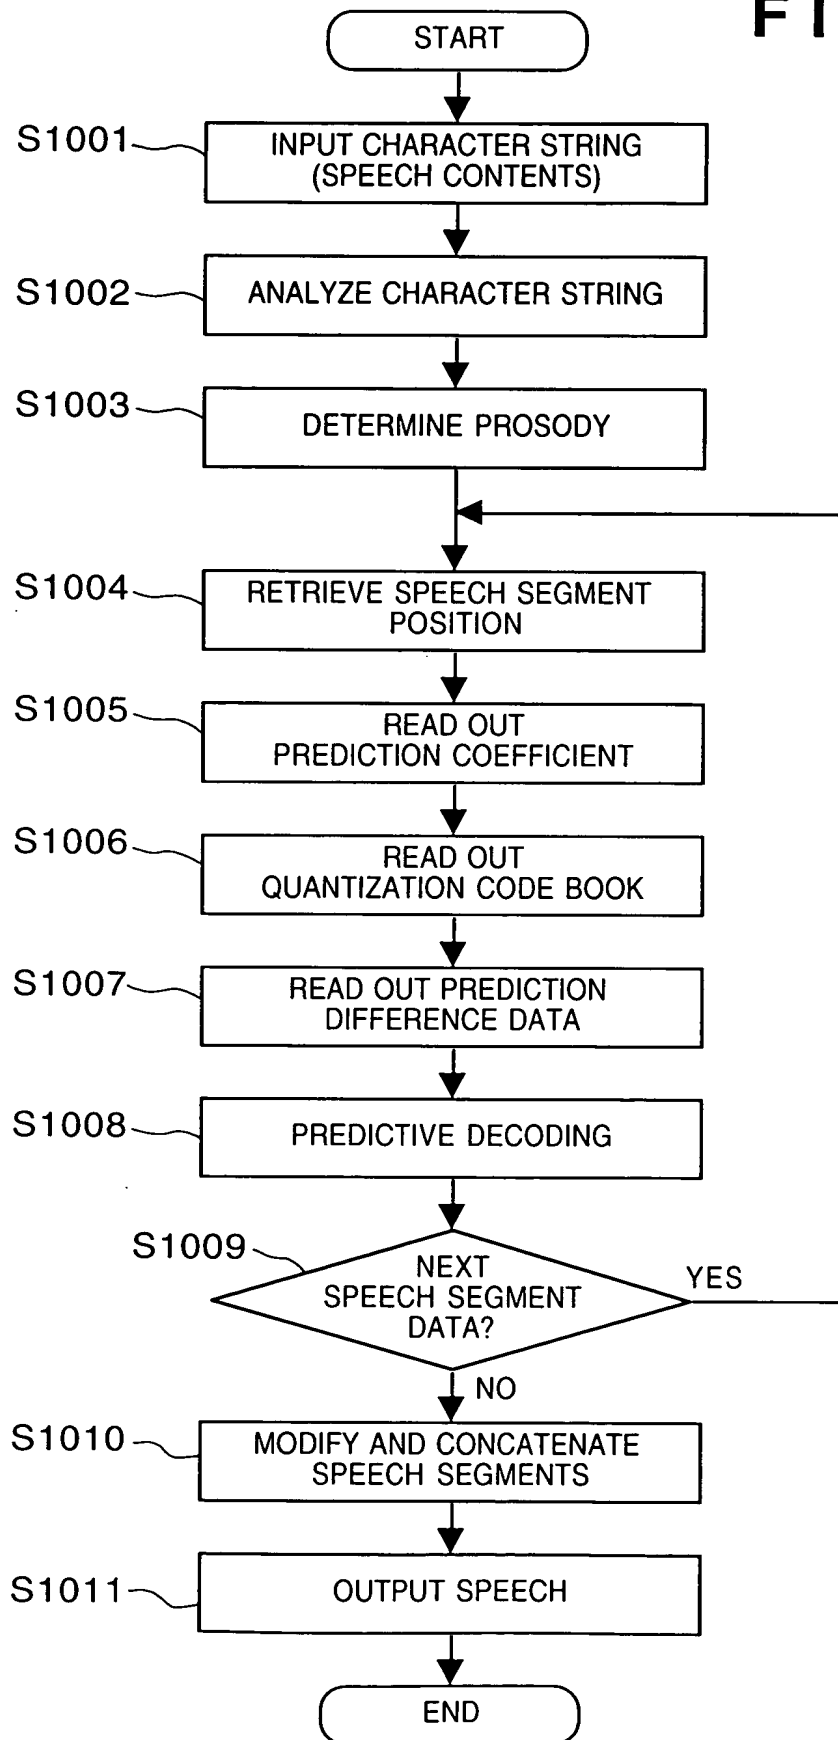 FI
START
S1001
INPUT CHARACTER STRING
(SPEECH CONTENTS)
S1002
ANALYZE CHARACTER STRING
S1003
DETERMINE PROSODY
S1004
RETRIEVE SPEECH SEGMENT
POSITION
S1005
READ OUT
PREDICTION COEFFICIENT
S1006
READ OUT
QUANTIZATION CODE BOOK
S1007
READ OUT PREDICTION
DIFFERENCE DATA
S1008
PREDICTIVE DECODING
S1009
NEXT
SPEECH SEGMENT
DATA?
YES
NO
S1010
MODIFY AND CONCATENATE
SPEECH SEGMENTS
S1011
OUTPUT SPEECH
END